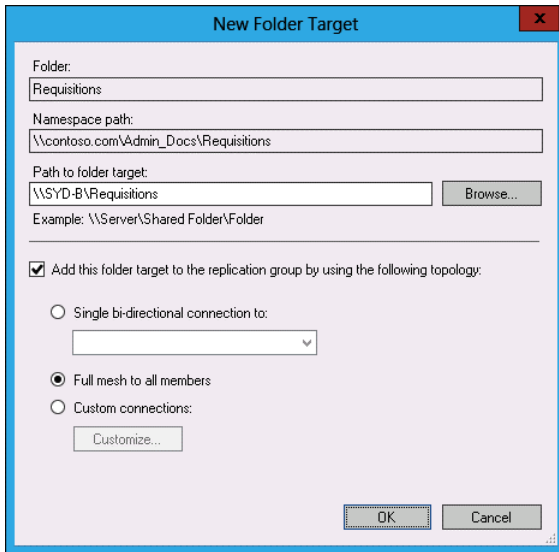 New Folder Target
x
Folder:
Requisitions
Namespace path:
\\contoso.com\Admin_Docs\Requisitions
Path to folder target:
\\SYD-B\Requisitions
Browse...
Example: \\Server\Shared Folder\Folder
Add this folder target to the replication group by using the following topology:
Single bi-directional connection to:
Full mesh to all members
Custom connections:
Customize...
OK Cancel